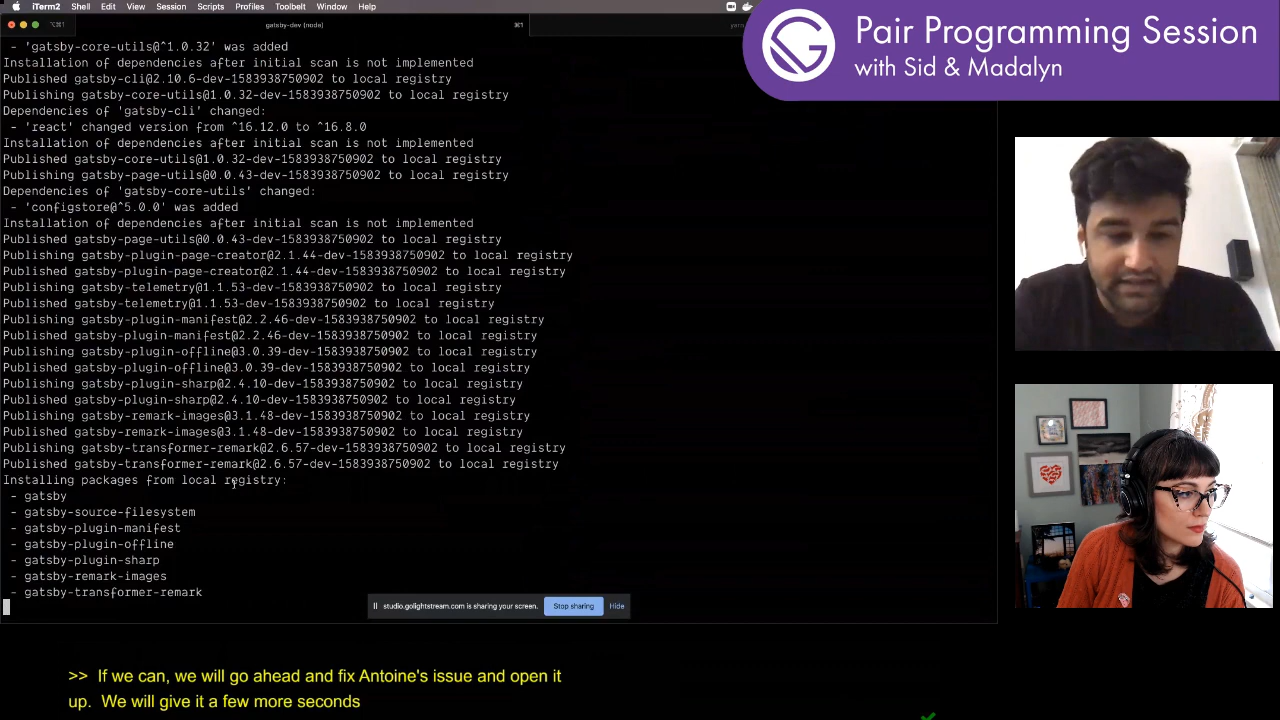 iTerm2 Shell Edit View Session Scripts Profiles Toolbelt Window Help
⌥⌘1 gatsby-dev (node) ⌘1 yarn
Pair Programming Session
with Sid & Madalyn
- 'gatsby-core-utils@^1.0.32' was added
Installation of dependencies after initial scan is not implemented
Published gatsby-cli@2.10.6-dev-1583938750902 to local registry
Publishing gatsby-core-utils@1.0.32-dev-1583938750902 to local registry
Dependencies of 'gatsby-cli' changed:
- 'react' changed version from ^16.12.0 to ^16.8.0
Installation of dependencies after initial scan is not implemented
Published gatsby-core-utils@1.0.32-dev-1583938750902 to local registry
Publishing gatsby-page-utils@0.0.43-dev-1583938750902 to local registry
Dependencies of 'gatsby-core-utils' changed:
- 'configstore@^5.0.0' was added
Installation of dependencies after initial scan is not implemented
Published gatsby-page-utils@0.0.43-dev-1583938750902 to local registry
Publishing gatsby-plugin-page-creator@2.1.44-dev-1583938750902 to local registry
Published gatsby-plugin-page-creator@2.1.44-dev-1583938750902 to local registry
Publishing gatsby-telemetry@1.1.53-dev-1583938750902 to local registry
Published gatsby-telemetry@1.1.53-dev-1583938750902 to local registry
Publishing gatsby-plugin-manifest@2.2.46-dev-1583938750902 to local registry
Published gatsby-plugin-manifest@2.2.46-dev-1583938750902 to local registry
Publishing gatsby-plugin-offline@3.0.39-dev-1583938750902 to local registry
Published gatsby-plugin-offline@3.0.39-dev-1583938750902 to local registry
Publishing gatsby-plugin-sharp@2.4.10-dev-1583938750902 to local registry
Published gatsby-plugin-sharp@2.4.10-dev-1583938750902 to local registry
Publishing gatsby-remark-images@3.1.48-dev-1583938750902 to local registry
Published gatsby-remark-images@3.1.48-dev-1583938750902 to local registry
Publishing gatsby-transformer-remark@2.6.57-dev-1583938750902 to local registry
Published gatsby-transformer-remark@2.6.57-dev-1583938750902 to local registry
Installing packages from local registry:
- gatsby
- gatsby-source-filesystem
- gatsby-plugin-manifest
- gatsby-plugin-offline
- gatsby-plugin-sharp
- gatsby-remark-images
- gatsby-transformer-remark
studio.golightstream.com is sharing your screen. Stop sharing Hide
>> If we can, we will go ahead and fix Antoine's issue and open it
up. We will give it a few more seconds